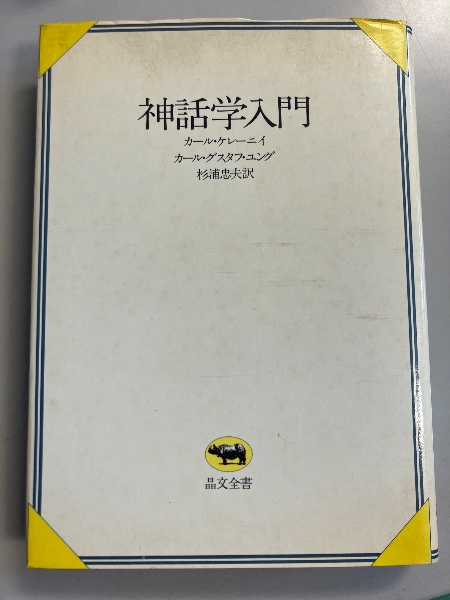 神話学入門
カール・ケレーニイ
カール・グスタフ・ユング
杉浦忠夫訳
晶文全書